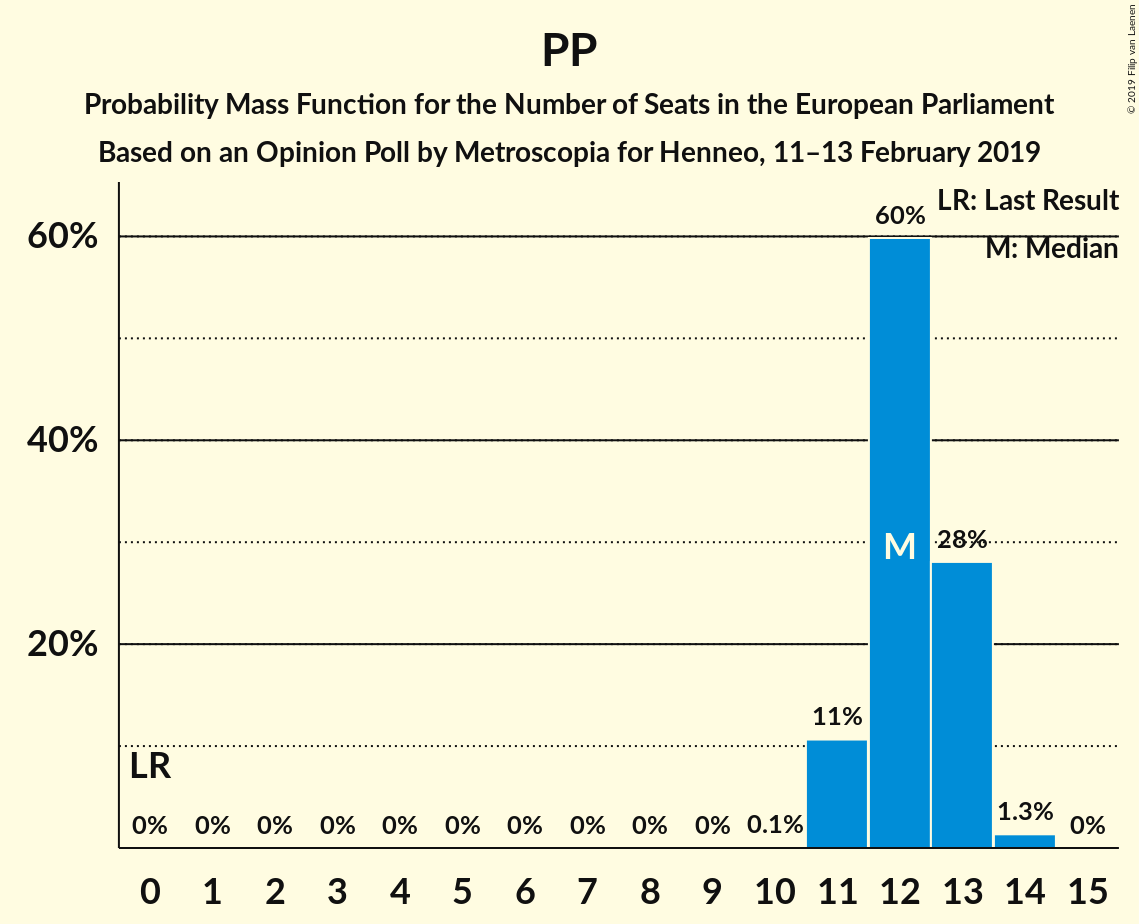 PP
Probability Mass Function for the Number of Seats in the European Parliament
Based on an Opinion Poll by Metroscopia for Henneo, 11–13 February 2019
© 2019 Filip van Laenen
LR: Last Result
M: Median
60%
40%
20%
LR
0% 0% 0% 0% 0% 0% 0% 0% 0% 0% 0.1% 11% 60% 28% 1.3% 0%
M
0 1 2 3 4 5 6 7 8 9 10 11 12 13 14 15